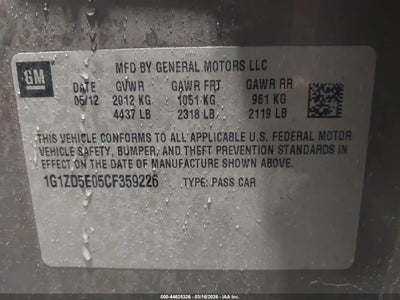 GM
MFD BY GENERAL MOTORS LLC
DATE GVWR GAWR FRT GAWR RR
05/12 2012 KG 1051 KG 961 KG
4437 LB 2318 LB 2119 LB
THIS VEHICLE CONFORMS TO ALL APPLICABLE U.S. FEDERAL MOTOR
VEHICLE SAFETY, BUMPER, AND THEFT PREVENTION STANDARDS
IN EFFECT ON THE DATE OF MANUFACTURE SHOWN ABOVE.
1G1ZD5E05CF359226 TYPE: PASS CAR
000-44625326 - 03/16/2026 - IAA Inc.